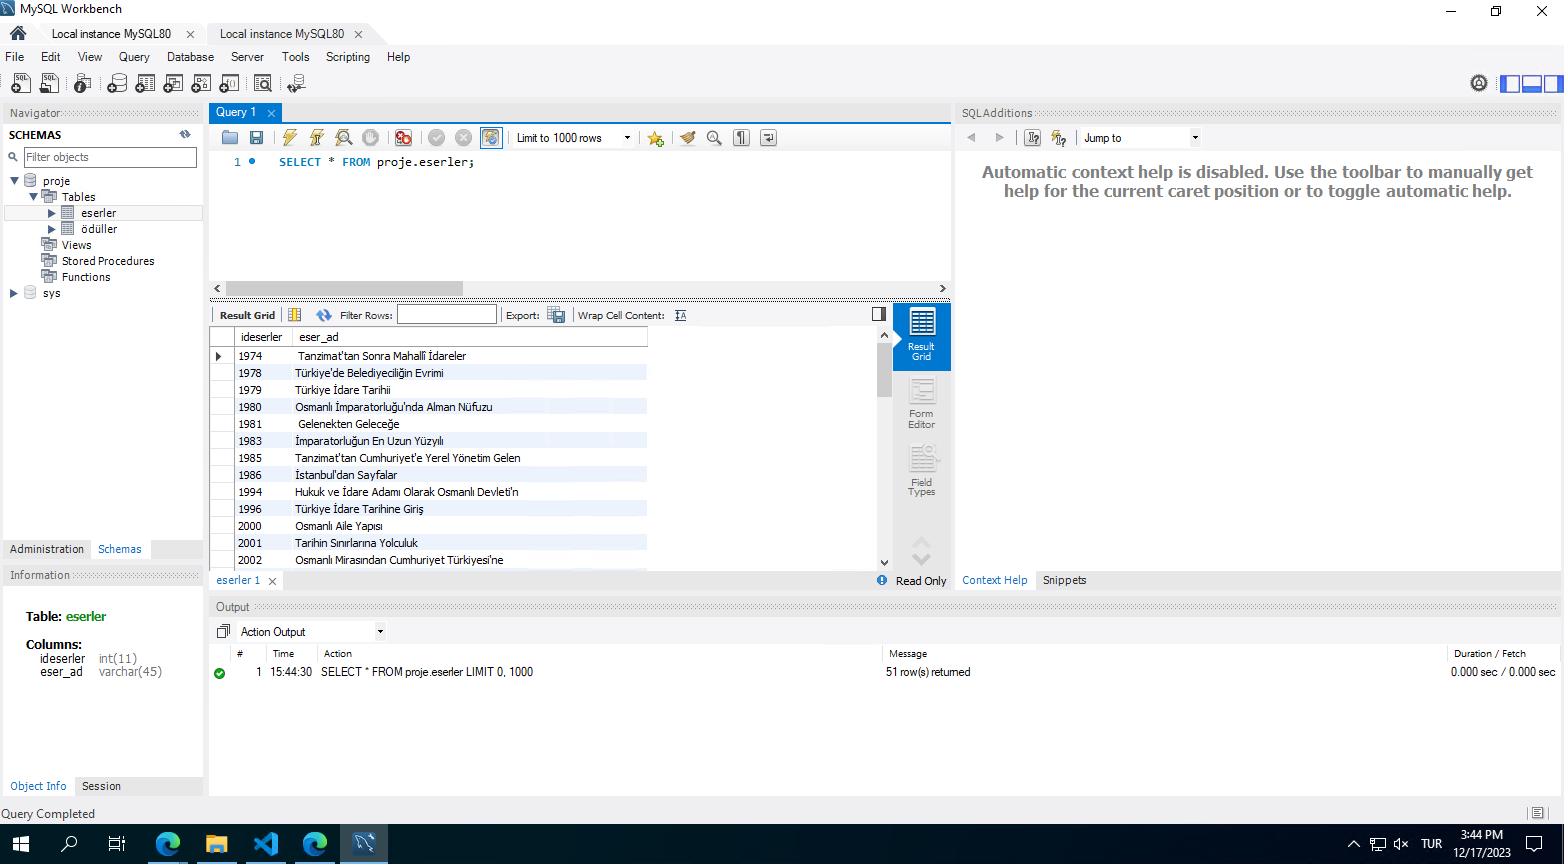 MySQL Workbench
Local instance MySQL80
Local instance MySQL80
File Edit View Query Database Server Tools Scripting Help
Navigator
SCHEMAS
Filter objects
proje
Tables
eserler
ödüller
Views
Stored Procedures
Functions
sys
Administration Schemas
Information
Table: eserler
Columns:
ideserler int(11)
eser_ad varchar(45)
Object Info Session
Query 1
Limit to 1000 rows
1 SELECT * FROM proje.eserler;
Result Grid Filter Rows: Export: Wrap Cell Content:
ideserler eser_ad
1974 Tanzimat'tan Sonra Mahallî İdareler
1978 Türkiye'de Belediyeciliğin Evrimi
1979 Türkiye İdare Tarihii
1980 Osmanlı İmparatorluğu'nda Alman Nüfuzu
1981 Gelenekten Geleceğe
1983 İmparatorluğun En Uzun Yüzyılı
1985 Tanzimat'tan Cumhuriyet'e Yerel Yönetim Gelen
1986 İstanbul'dan Sayfalar
1994 Hukuk ve İdare Adamı Olarak Osmanlı Devleti'n
1996 Türkiye İdare Tarihine Giriş
2000 Osmanlı Aile Yapısı
2001 Tarihin Sınırlarına Yolculuk
2002 Osmanlı Mirasından Cumhuriyet Türkiyesi'ne
Result
Grid
Form
Editor
Field
Types
eserler 1
Read Only
SQLAdditions
Jump to
Automatic context help is disabled. Use the toolbar to manually get
help for the current caret position or to toggle automatic help.
Context Help Snippets
Output
Action Output
# Time Action Message Duration / Fetch
1 15:44:30 SELECT * FROM proje.eserler LIMIT 0, 1000 51 row(s) returned 0.000 sec / 0.000 sec
Query Completed
TUR
3:44 PM
12/17/2023